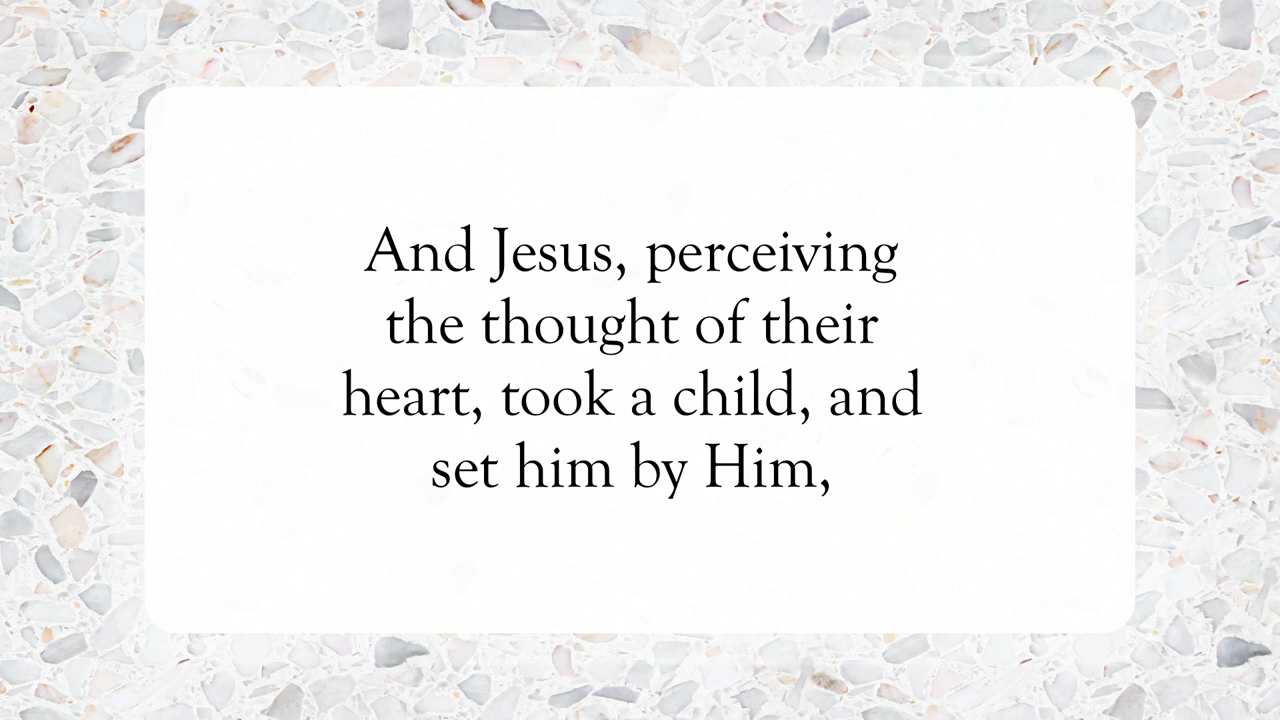 And Jesus, perceiving
the thought of their
heart, took a child, and
set him by Him,